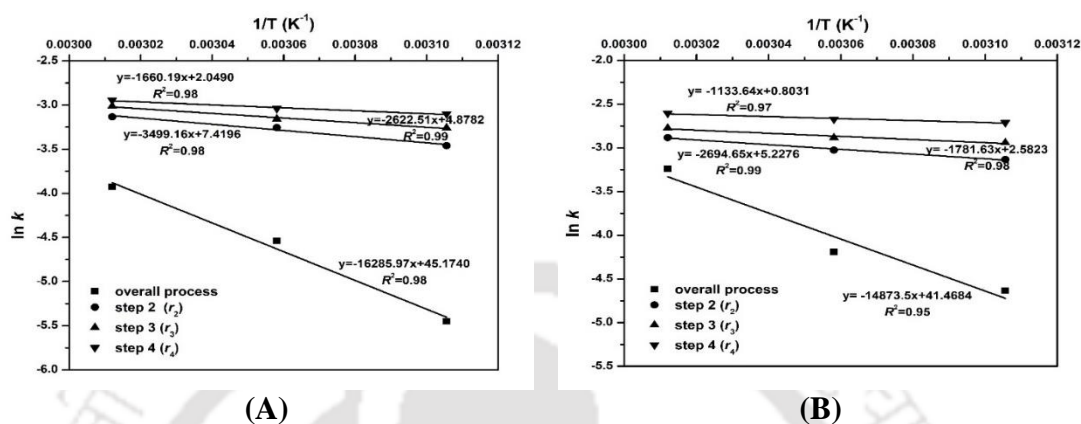 1/T (K⁻¹)
0.00300 0.00302 0.00304 0.00306 0.00308 0.00310 0.00312
-2.5
-3.0
-3.5
-4.0
-4.5
-5.0
-5.5
-6.0
ln k
y=-1660.19x+2.0490
R²=0.98
y=-2622.51x+4.8782
R²=0.99
y=-3499.16x+7.4196
R²=0.98
y=-16285.97x+45.1740
R²=0.98
overall process
step 2 (r₂)
step 3 (r₃)
step 4 (r₄)
(A)
1/T (K⁻¹)
0.00300 0.00302 0.00304 0.00306 0.00308 0.00310 0.00312
-2.0
-2.5
-3.0
-3.5
-4.0
-4.5
-5.0
-5.5
ln k
y= -1133.64x+0.8031
R²=0.97
y= -1781.63x+2.5823
R²=0.98
y= -2694.65x+5.2276
R²=0.99
y= -14873.5x+41.4684
R²=0.95
overall process
step 2 (r₂)
step 3 (r₃)
step 4 (r₄)
(B)